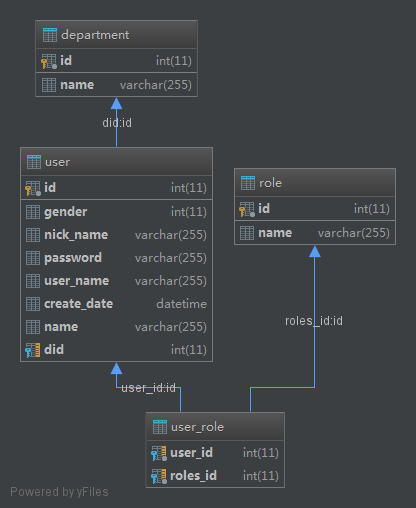 department
id int(11)
name varchar(255)
did:id
user
id int(11)
gender int(11)
nick_name varchar(255)
password varchar(255)
user_name varchar(255)
create_date datetime
name varchar(255)
did int(11)
role
id int(11)
name varchar(255)
roles_id:id
user_id:id
user_role
user_id int(11)
roles_id int(11)
Powered by yFiles